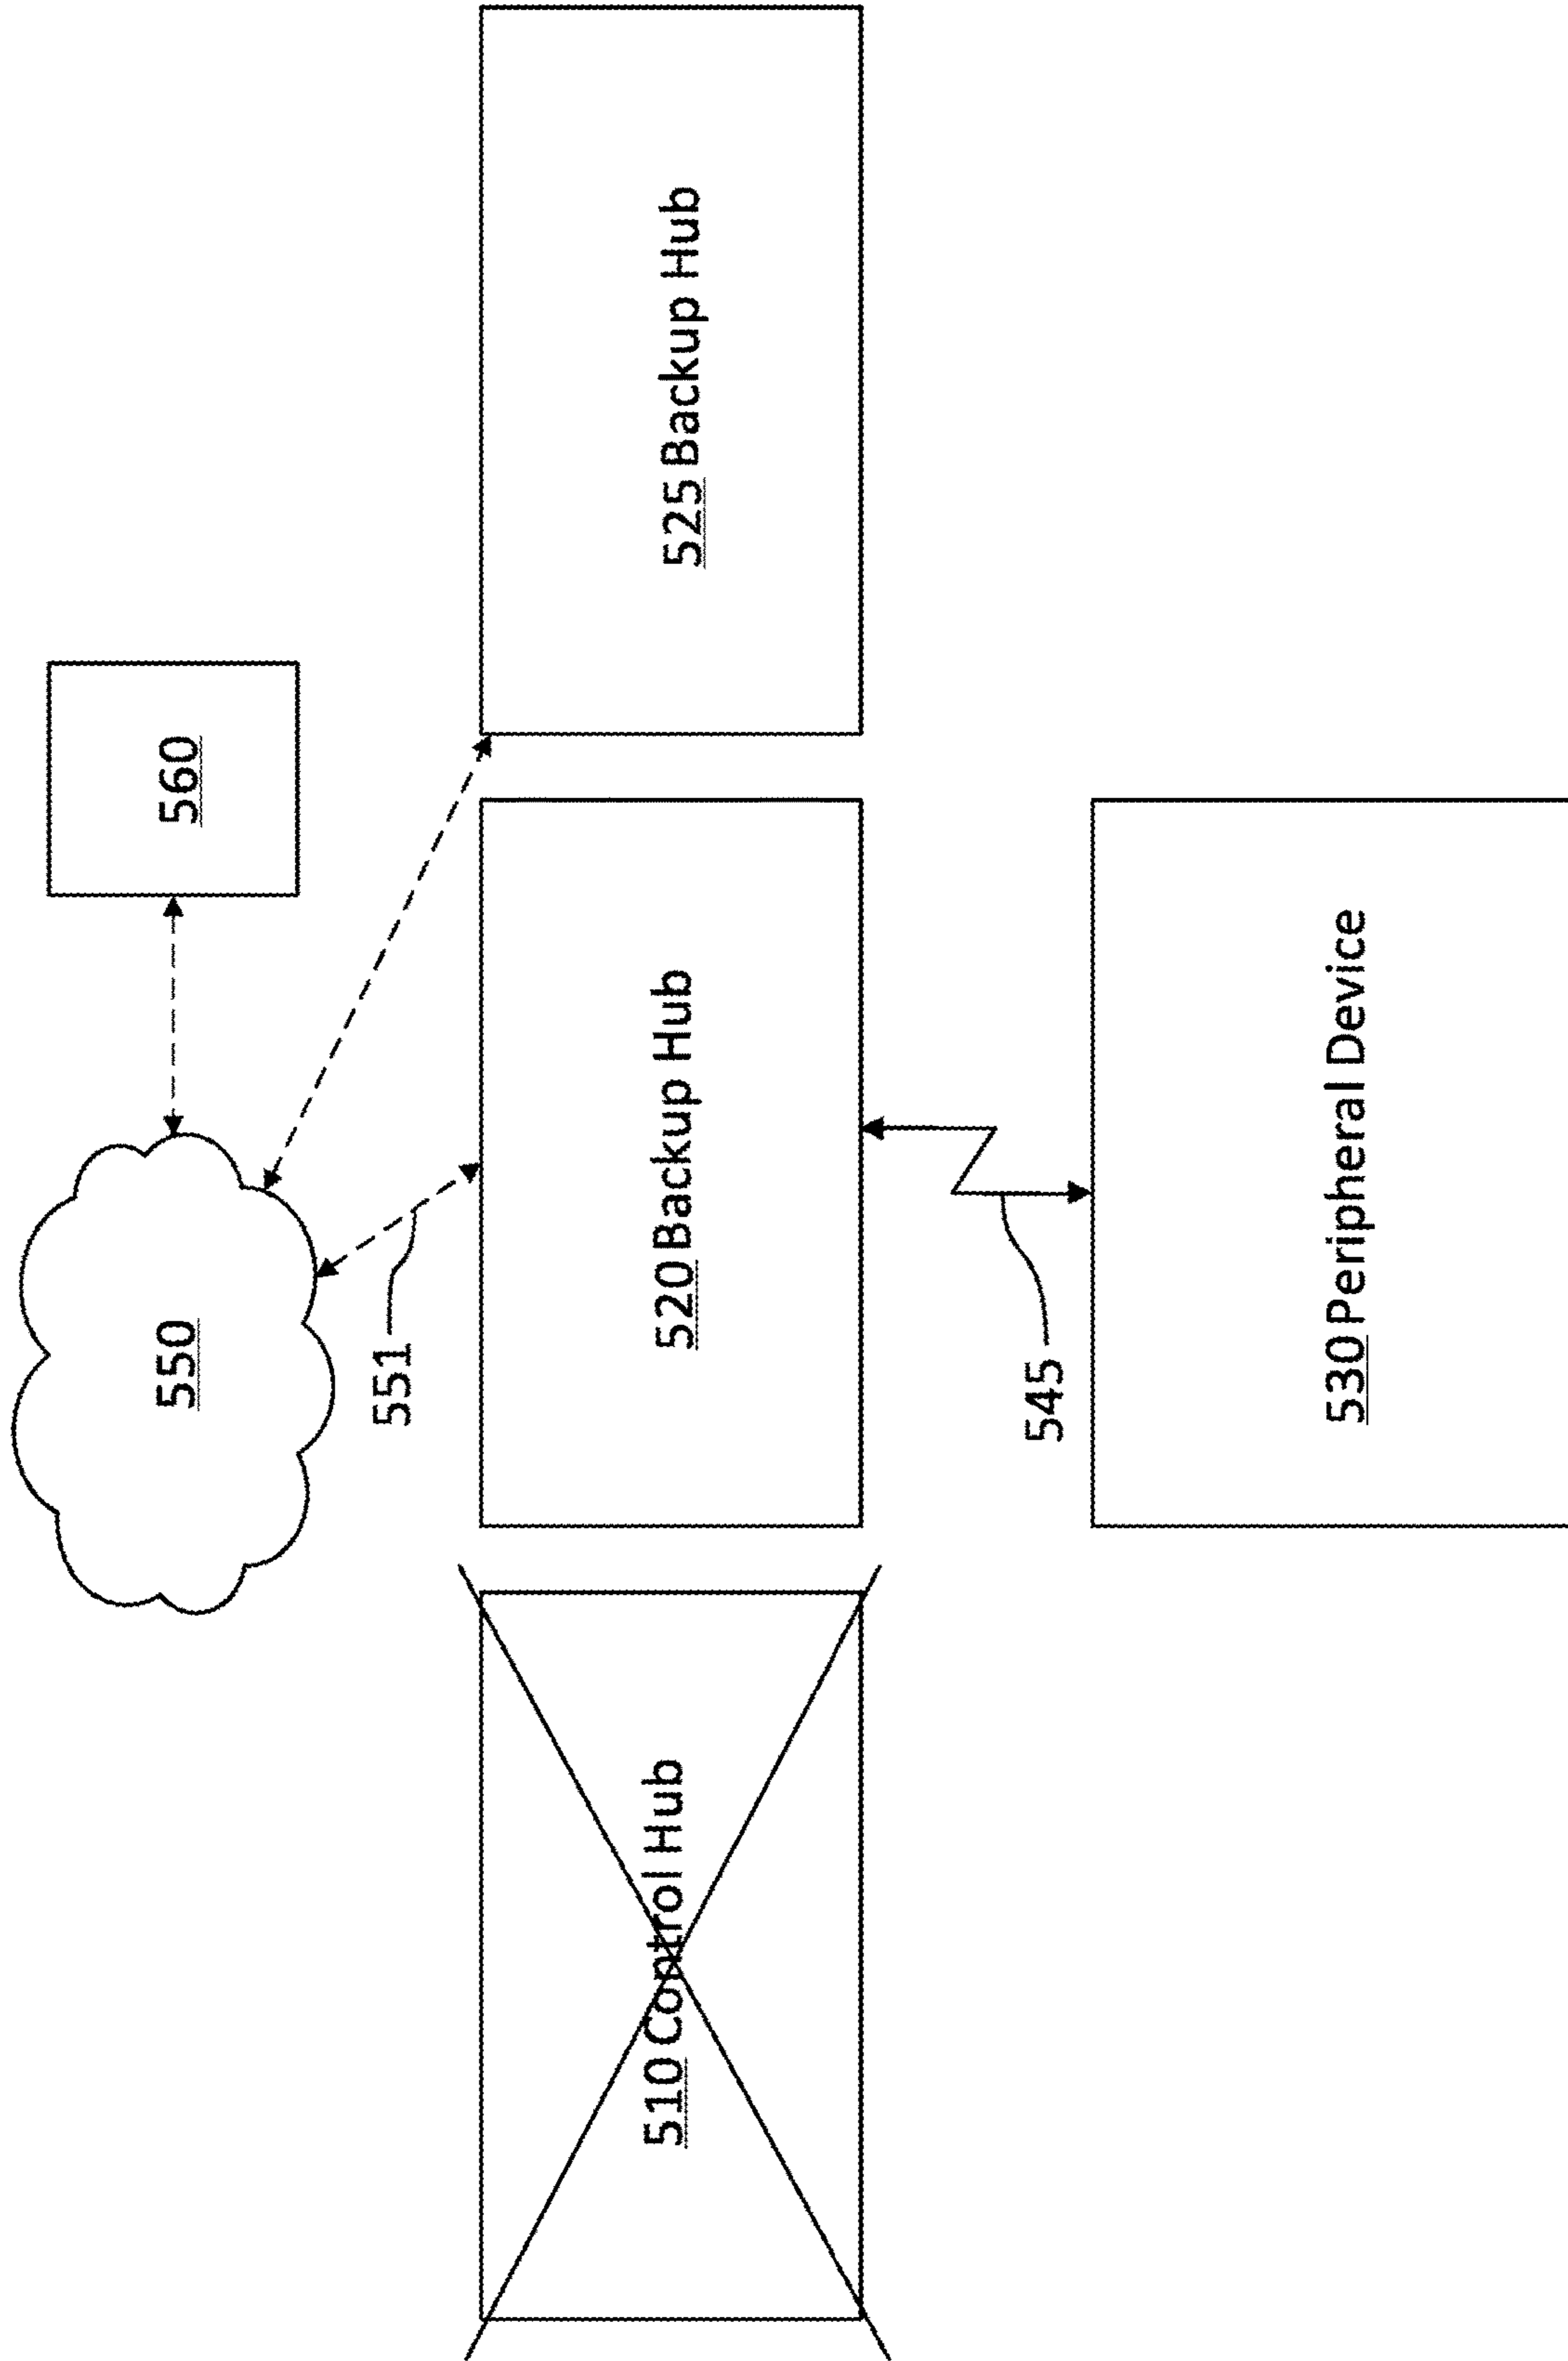 550
560
551
510 Control Hub
520 Backup Hub
525 Backup Hub
545
530 Peripheral Device